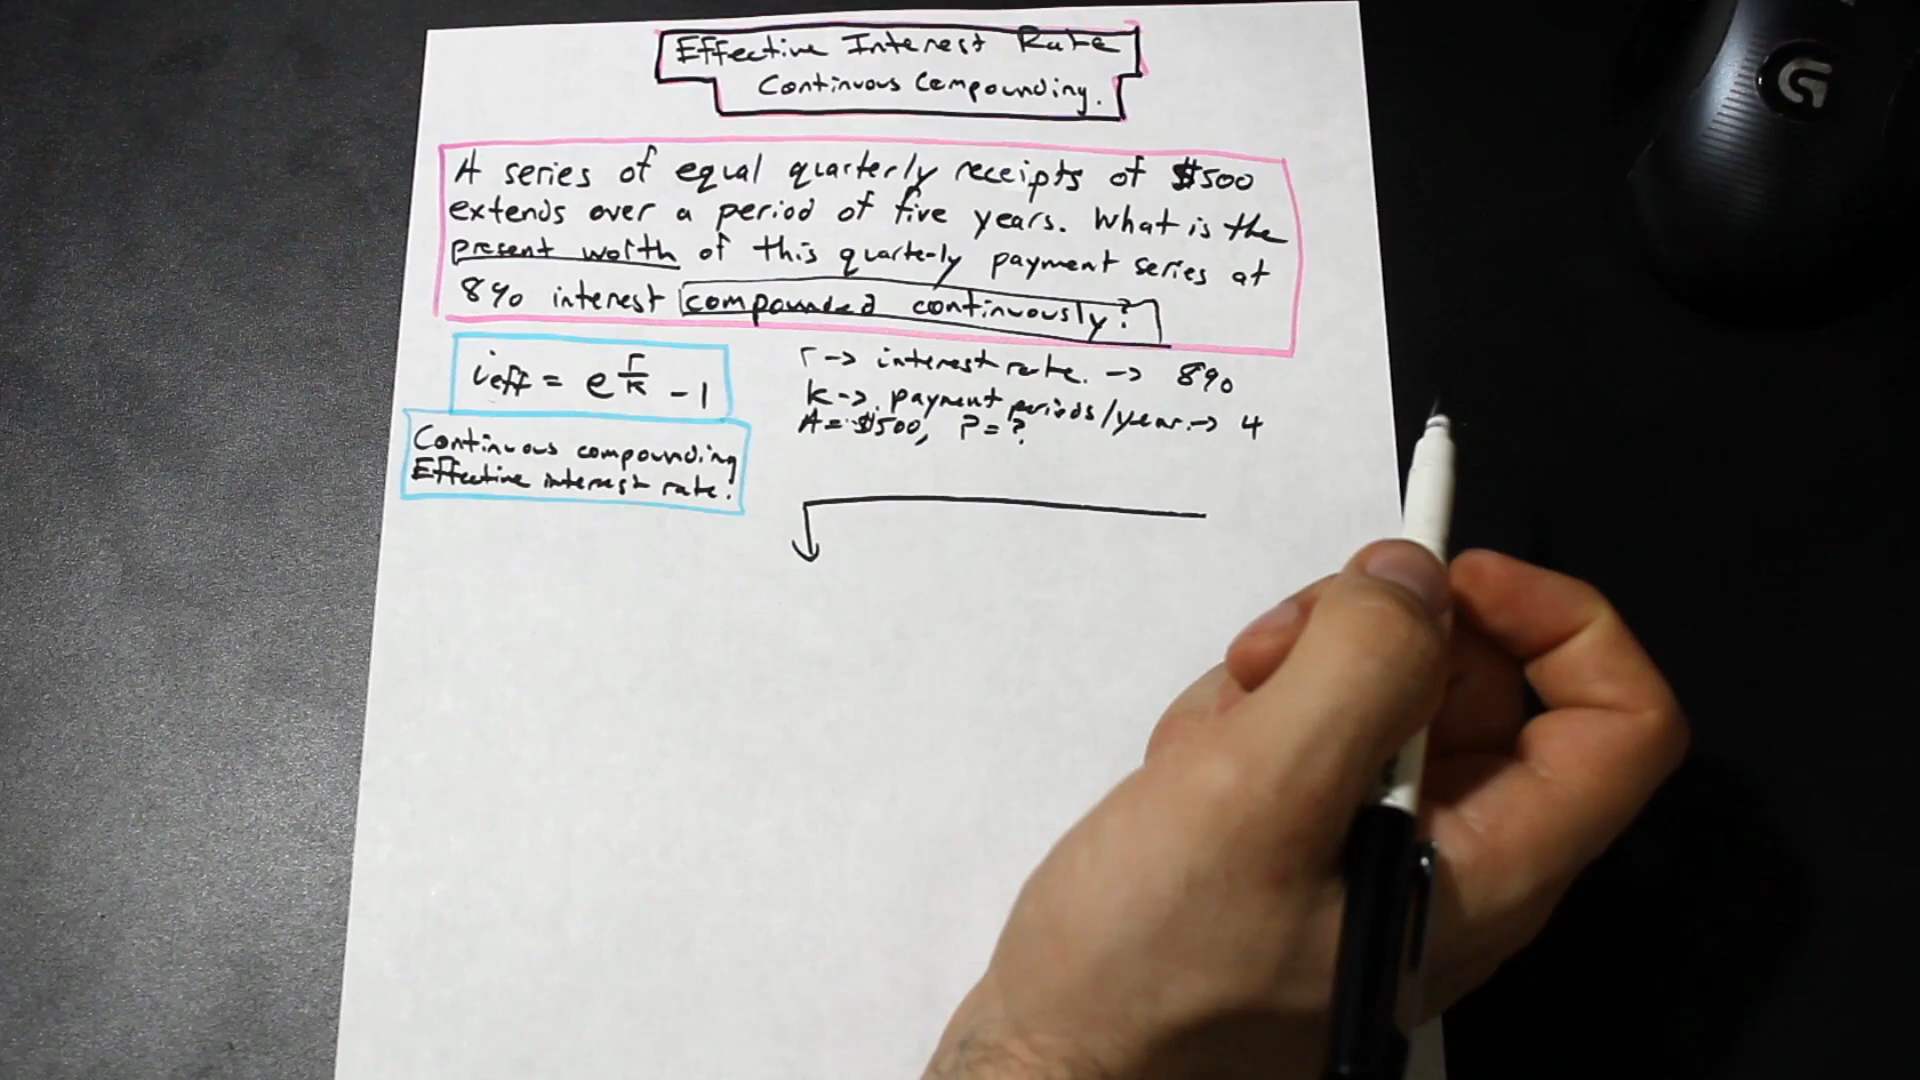 Effective Interest Rate
Continuous Compounding.
A series of equal quarterly receipts of $500
extends over a period of five years. What is the
present worth of this quarterly payment series at
8% interest compounded continuously?
i eff = e r/k - 1
Continuous compounding
Effective interest rate.
r -> interest rate. -> 8%
k -> payment periods/year -> 4
A = $500, P = ?
G